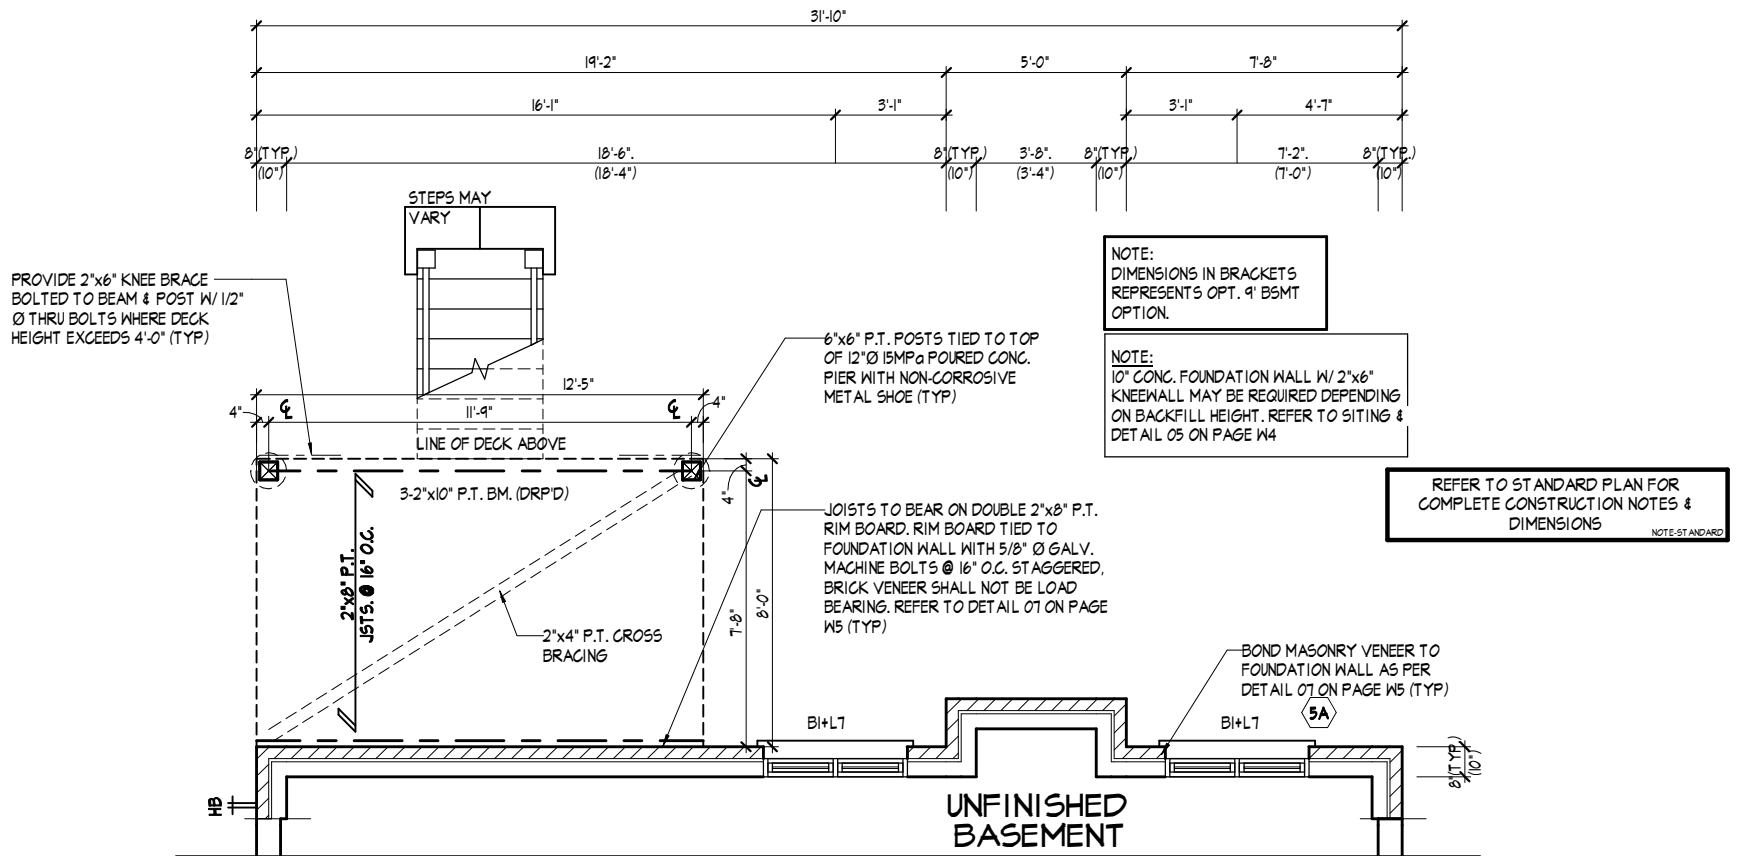 31'-10"
19'-2"
5'-0"
7'-8"
16'-1"
3'-1"
3'-1"
4'-7"
8"(TYP.)
(10")
18'-6".
(18'-4")
8"(TYP.)
(10")
3'-8".
(3'-4")
8"(TYP.)
(10")
7'-2".
(7'-0")
8"(TYP.)
(10")
STEPS MAY
VARY
PROVIDE 2"x6" KNEE BRACE
BOLTED TO BEAM & POST W/ 1/2"
Ø THRU BOLTS WHERE DECK
HEIGHT EXCEEDS 4'-0" (TYP)
NOTE:
DIMENSIONS IN BRACKETS
REPRESENTS OPT. 9' BSMT
OPTION.
6"x6" P.T. POSTS TIED TO TOP
OF 12"Ø 15MPa POURED CONC.
PIER WITH NON-CORROSIVE
METAL SHOE (TYP)
NOTE:
10" CONC. FOUNDATION WALL W/ 2"x6"
KNEEWALL MAY BE REQUIRED DEPENDING
ON BACKFILL HEIGHT. REFER TO SITING &
DETAIL 05 ON PAGE W4
12'-5"
4"
℄
11'-9"
℄
4"
LINE OF DECK ABOVE
3-2"x10" P.T. BM. (DRP'D)
4"
℄
REFER TO STANDARD PLAN FOR
COMPLETE CONSTRUCTION NOTES &
DIMENSIONS
NOTE-STANDARD
JOISTS TO BEAR ON DOUBLE 2"x8" P.T.
RIM BOARD. RIM BOARD TIED TO
FOUNDATION WALL WITH 5/8" Ø GALV.
MACHINE BOLTS @ 16" O.C. STAGGERED,
BRICK VENEER SHALL NOT BE LOAD
BEARING. REFER TO DETAIL 07 ON PAGE
W5 (TYP)
2"x8" P.T.
JSTS. @ 16" O.C.
7'-8"
8'-0"
2"x4" P.T. CROSS
BRACING
BOND MASONRY VENEER TO
FOUNDATION WALL AS PER
DETAIL 07 ON PAGE W5 (TYP)
B1+L7
B1+L7
5A
8"(TYP.)
(10")
HB
UNFINISHED
BASEMENT